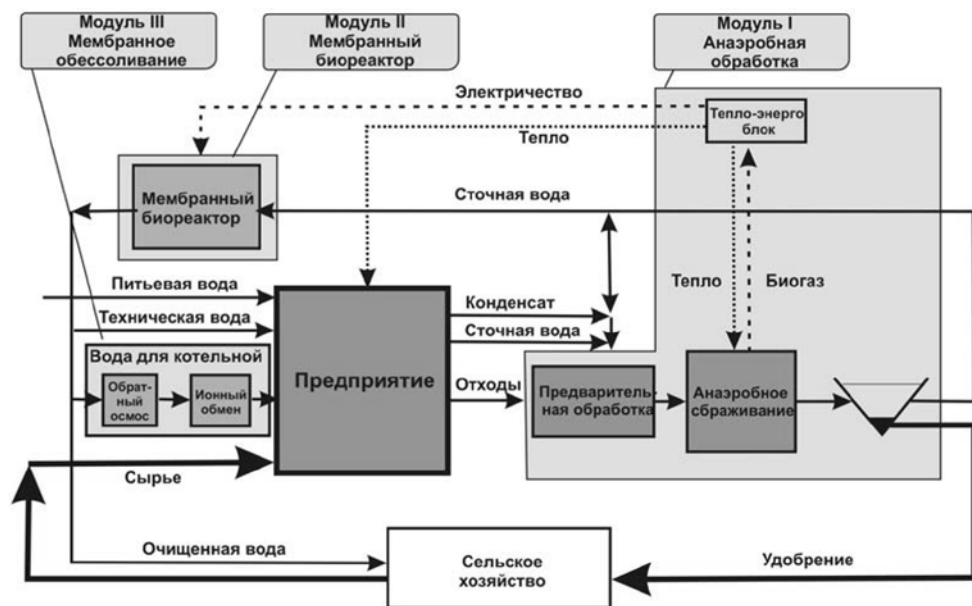 Модуль III
Мембранное
обессоливание
Модуль II
Мембранный
биореактор
Модуль I
Анаэробная
обработка
Электричество
Тепло-энерго
блок
Тепло
Мембранный
биореактор
Сточная вода
Питьевая вода
Тепло
Биогаз
Конденсат
Техническая вода
Сточная вода
Вода для котельной
Обрат-
ный
осмос
Ионный
обмен
Предприятие
Отходы
Предваритель-
ная обработка
Анаэробное
сбраживание
Сырье
Очищенная вода
Сельское
хозяйство
Удобрение